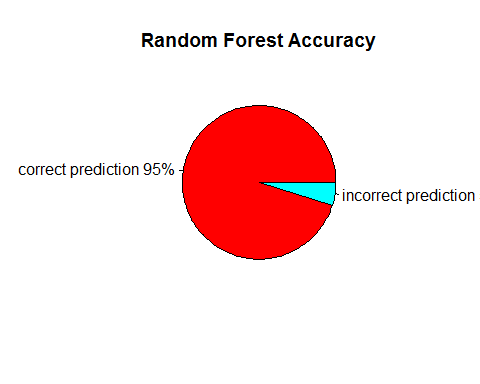 Random Forest Accuracy
correct prediction 95%
incorrect prediction